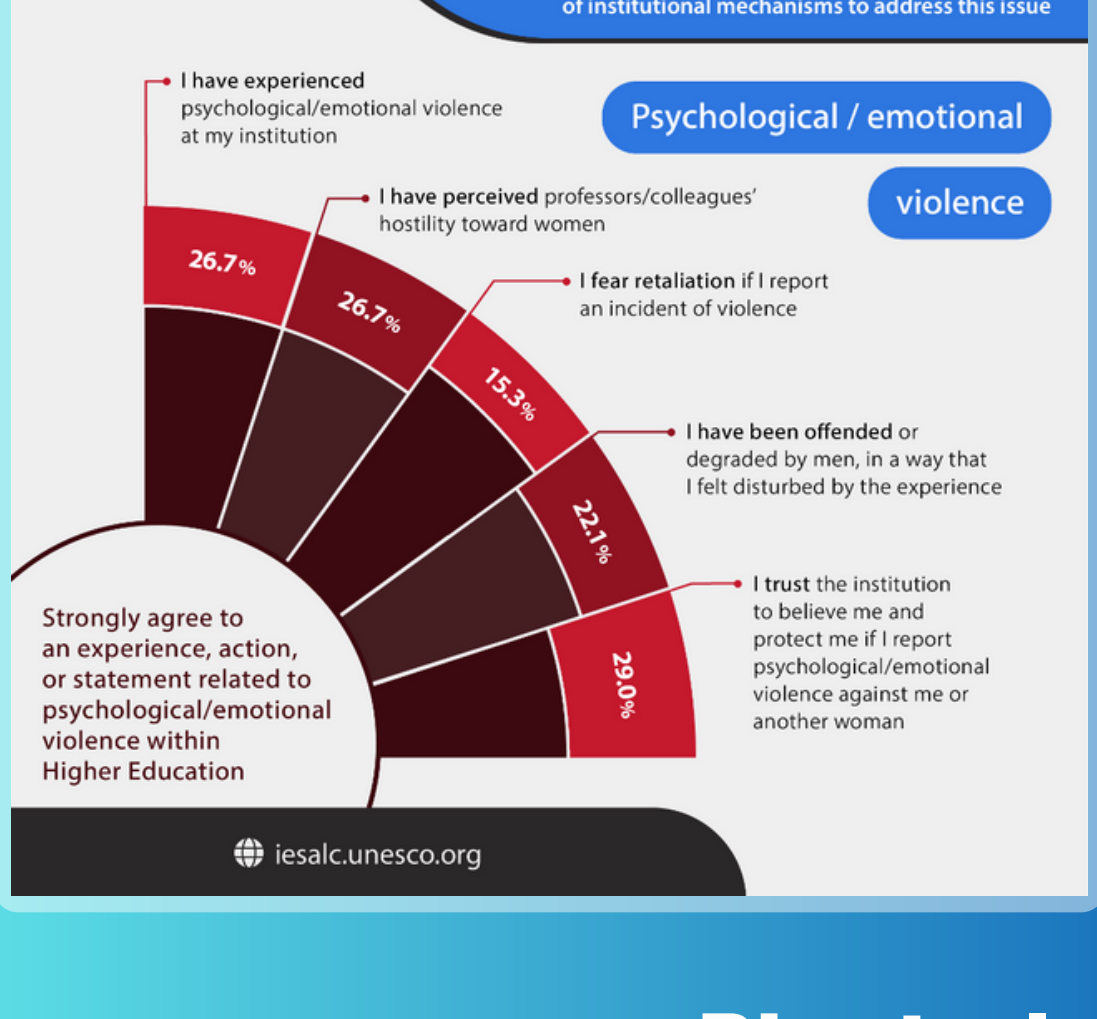 of institutional mechanisms to address this issue
Psychological / emotional
violence
I have experienced
psychological/emotional violence
at my institution
I have perceived professors/colleagues’
hostility toward women
I fear retaliation if I report
an incident of violence
I have been offended or
degraded by men, in a way that
I felt disturbed by the experience
I trust the institution
to believe me and
protect me if I report
psychological/emotional
violence against me or
another woman
26.7%
26.7%
15.3%
22.1%
29.0%
Strongly agree to
an experience, action,
or statement related to
psychological/emotional
violence within
Higher Education
iesalc.unesco.org